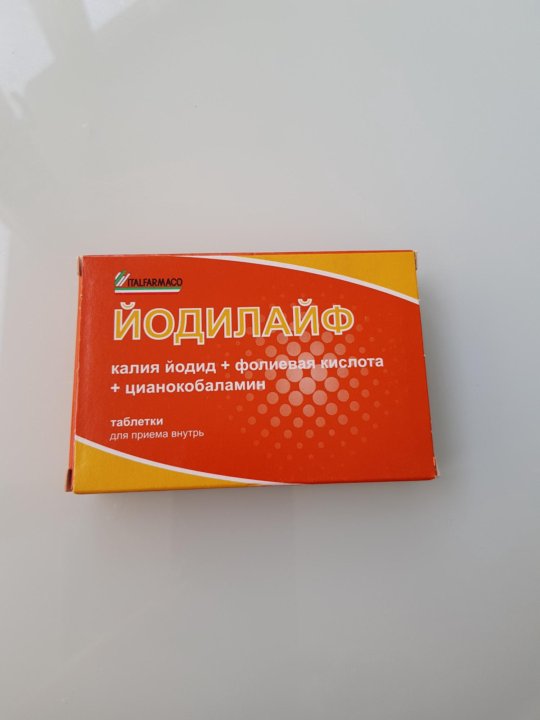 ITALFARMACO
ЙОДИЛАЙФ
калия йодид + фолиевая кислота
+ цианокобаламин
таблетки
для приема внутрь